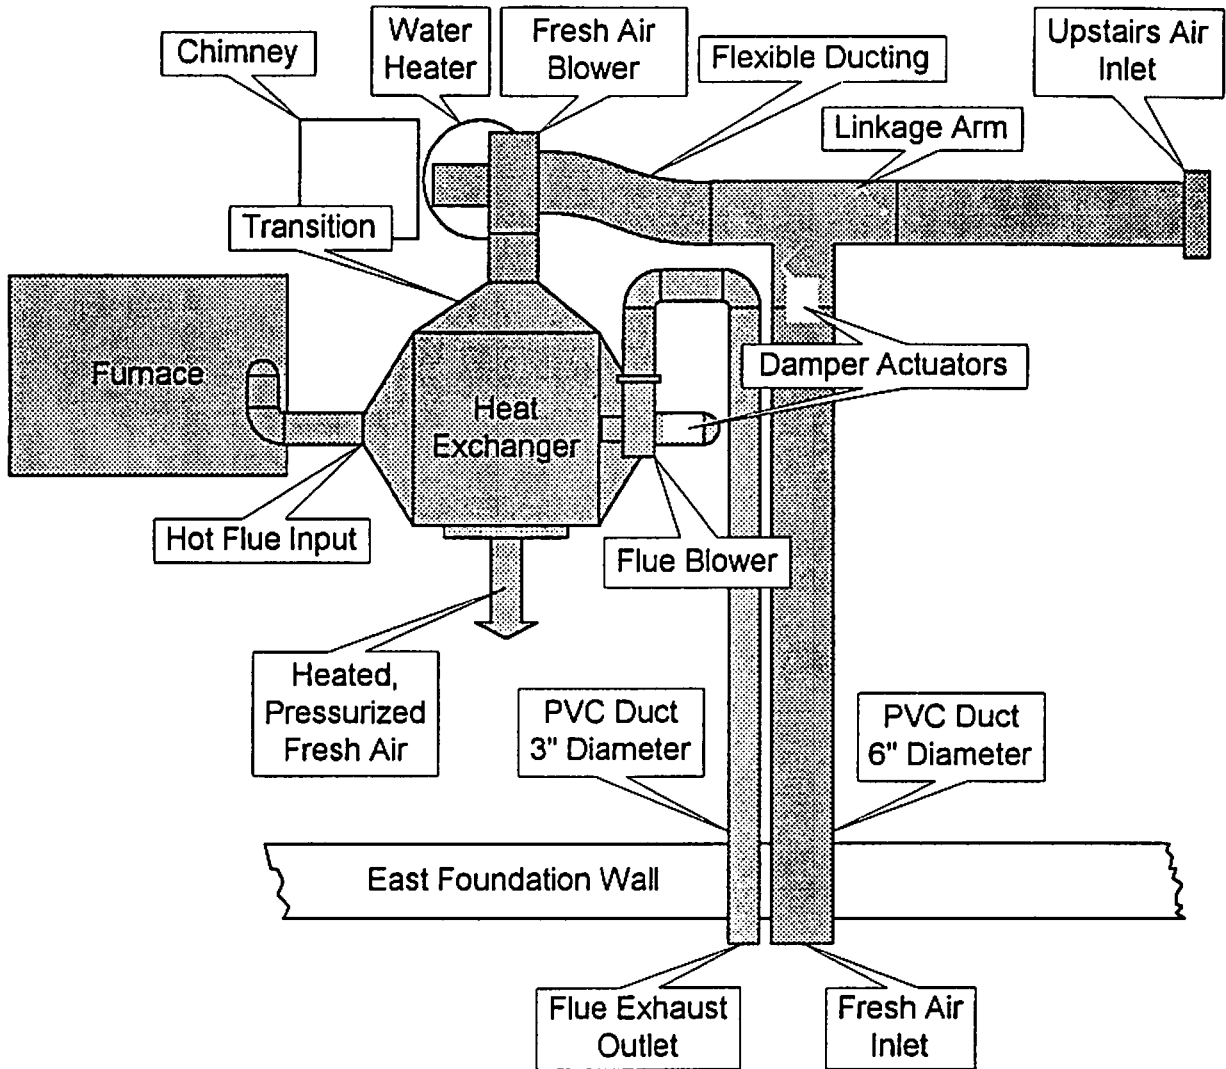 Chimney
Water
Heater
Fresh Air
Blower
Flexible Ducting
Upstairs Air
Inlet
Linkage Arm
Transition
Furnace
Heat
Exchanger
Damper Actuators
Hot Flue Input
Flue Blower
Heated,
Pressurized
Fresh Air
PVC Duct
3" Diameter
PVC Duct
6" Diameter
East Foundation Wall
Flue Exhaust
Outlet
Fresh Air
Inlet